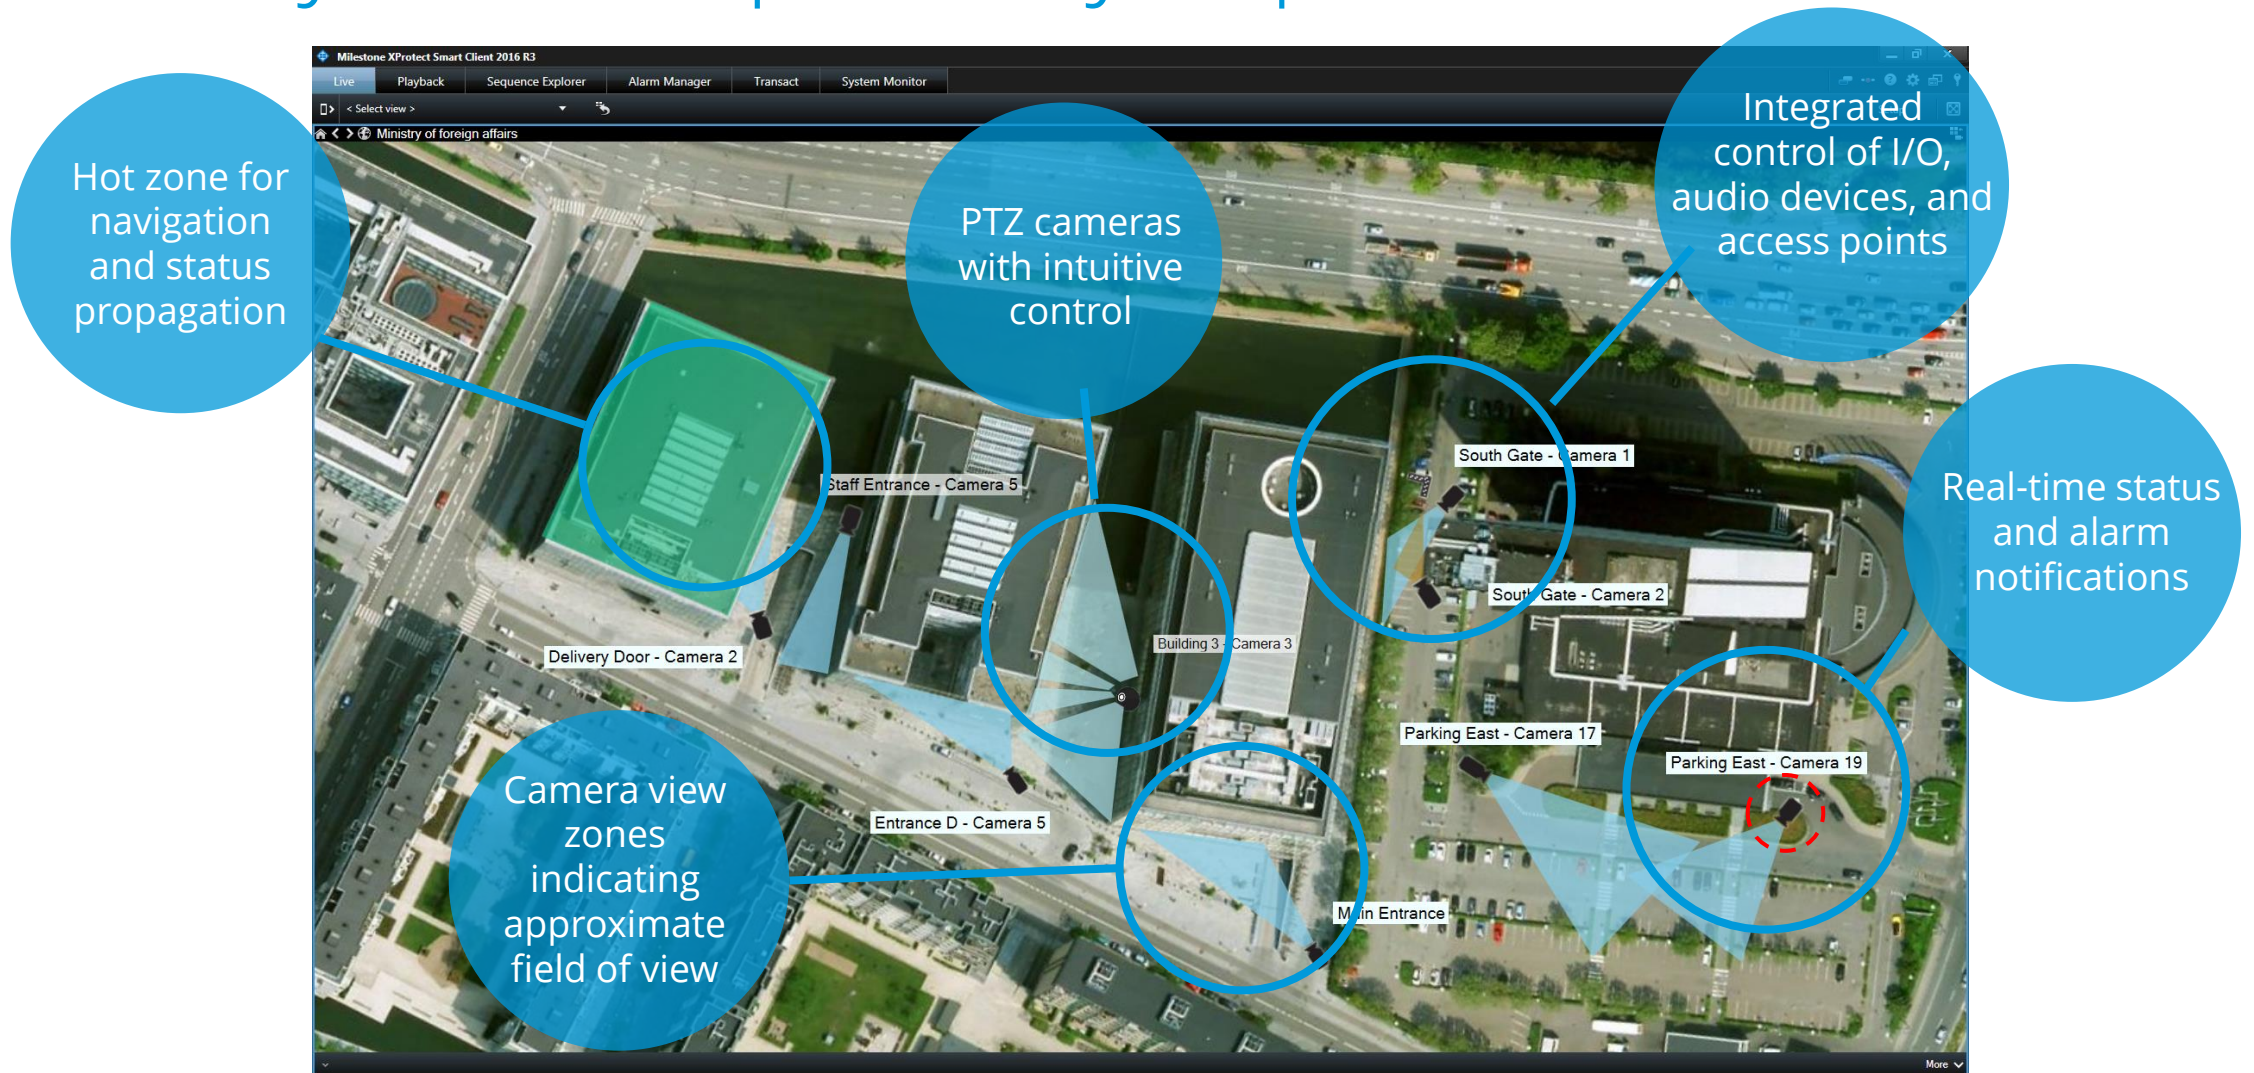 Milestone XProtect Smart Client 2016 R3
Live
Playback
Sequence Explorer
Alarm Manager
Transact
System Monitor
< Select view >
Ministry of foreign affairs
Hot zone for
navigation
and status
propagation
PTZ cameras
with intuitive
control
Integrated
control of I/O,
audio devices, and
access points
Real-time status
and alarm
notifications
Camera view
zones
indicating
approximate
field of view
South Gate - Camera 1
Staff Entrance - Camera 5
South Gate - Camera 2
Building 3 - Camera 3
Delivery Door - Camera 2
Parking East - Camera 17
Parking East - Camera 19
Entrance D - Camera 5
Main Entrance
More